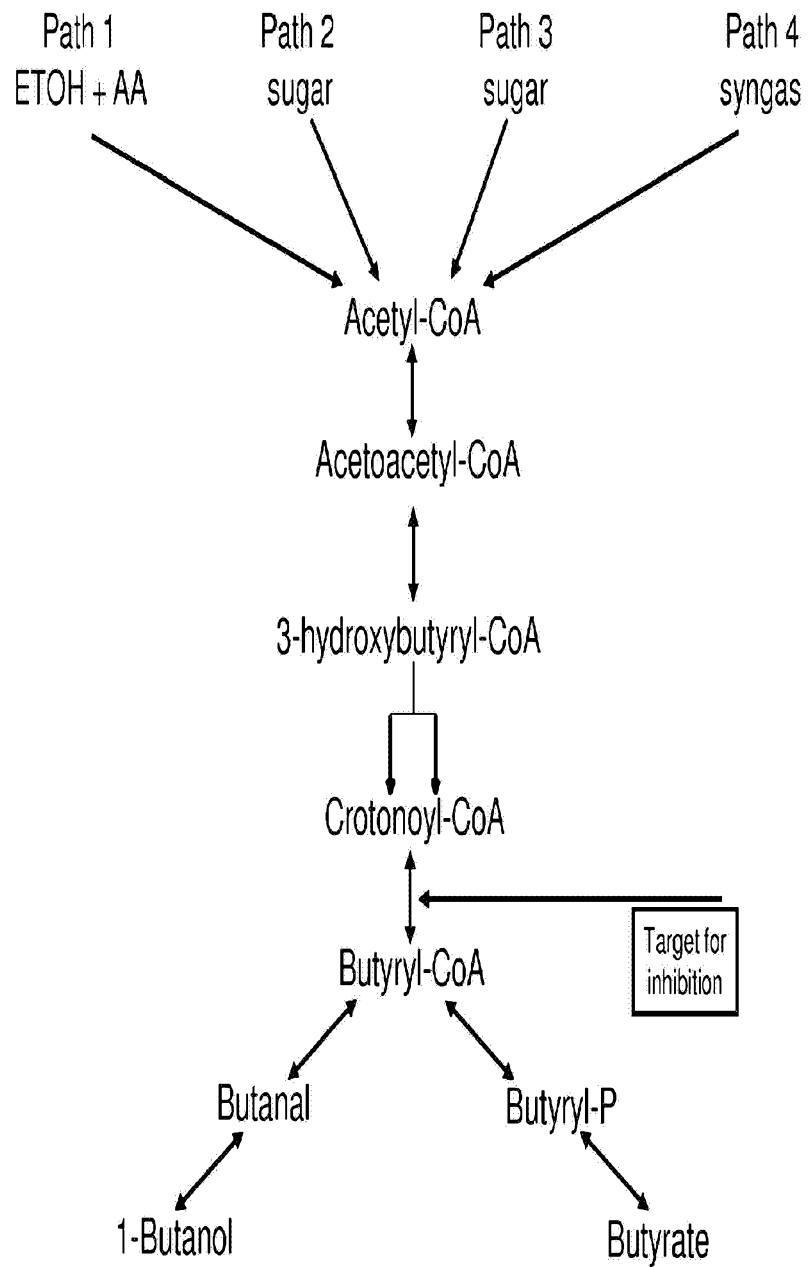 Path 1
ETOH + AA
Path 2
sugar
Path 3
sugar
Path 4
syngas
Acetyl-CoA
Acetoacetyl-CoA
3-hydroxybutyryl-CoA
Crotonoyl-CoA
Target for
inhibition
Butyryl-CoA
Butanal
Butyryl-P
1-Butanol
Butyrate